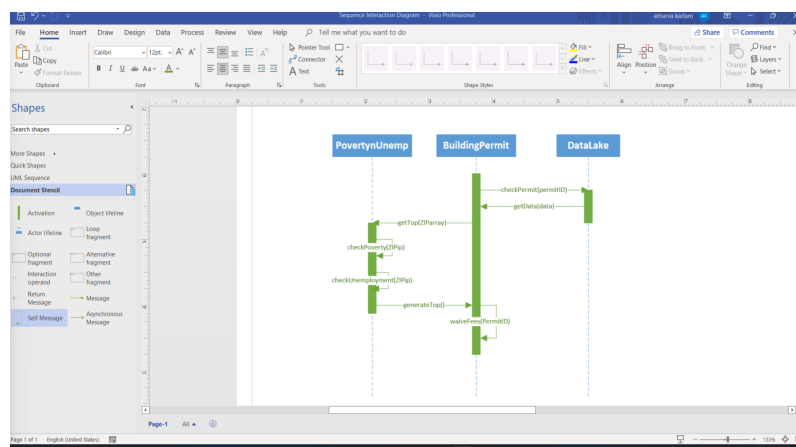 Sequence Interaction Diagram - Visio Professional
atharva kadam
File Home Insert Draw Design Data Process Review View Help Tell me what you want to do
Share Comments
Paste
Cut
Copy
Format Painter
Clipboard
Calibri 12pt. A A
B I U ab Aa A
Font
Paragraph
Pointer Tool
Connector
A Text
Tools
Fill
Line
Effects
Shape Styles
Align Position
Bring to Front
Send to Back
Group
Arrange
Change
Shape
Find
Layers
Select
Editing
Shapes
Search shapes
More Shapes
Quick Shapes
UML Sequence
Document Stencil
Activation
Object lifeline
Actor lifeline
Loop
fragment
Optional
fragment
Alternative
fragment
Interaction
operand
Other
fragment
Return
Message
Message
Self Message
Asynchronous
Message
PovertynUnemp BuildingPermit DataLake
checkPermit(permitID)
getData(data)
getTop(ZIParray)
checkPoverty(ZIPip)
checkUnemployment(ZIPip)
generateTop()
waiveFees(PermitID)
Page-1 All
Page 1 of 1 English (United States)
133%